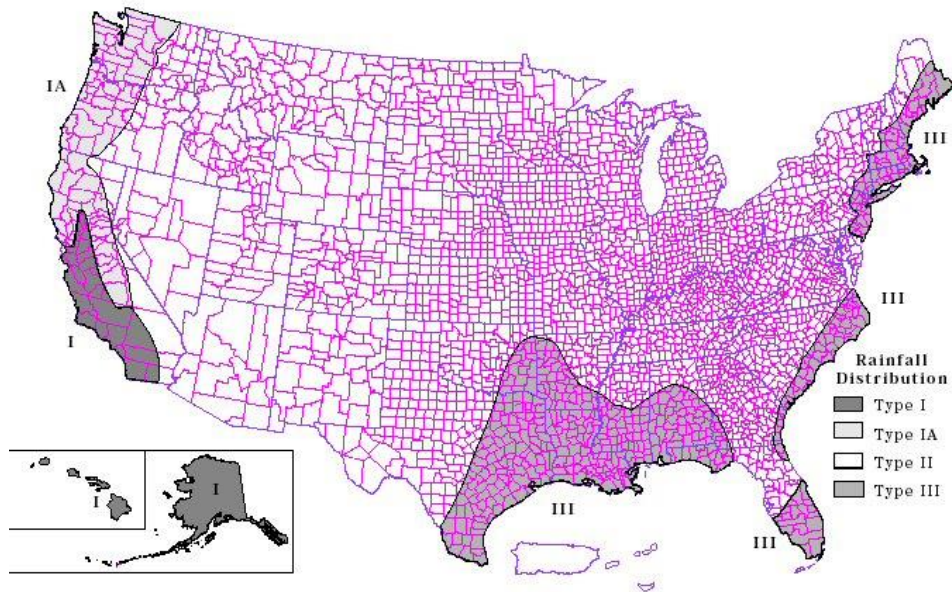 IA
III
III
I
Rainfall
Distribution
Type I
Type IA
Type II
Type III
I
I
III
III